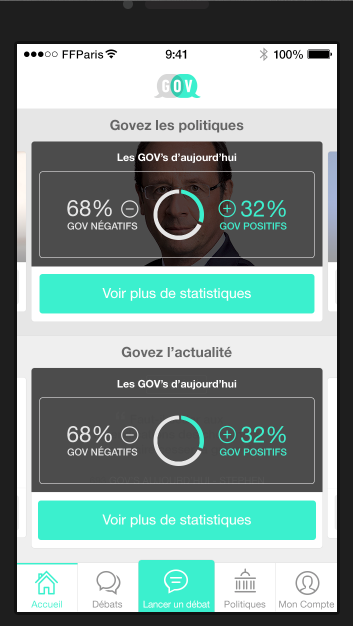 FFParis 9:41 100%
GOV
Govez les politiques
Les GOV's d'aujourd'hui
68% 32%
GOV NÉGATIFS GOV POSITIFS
Voir plus de statistiques
Govez l'actualité
Les GOV's d'aujourd'hui
68% 32%
GOV NÉGATIFS GOV POSITIFS
Voir plus de statistiques
Accueil Débats Lancer un débat Politiques Mon Compte